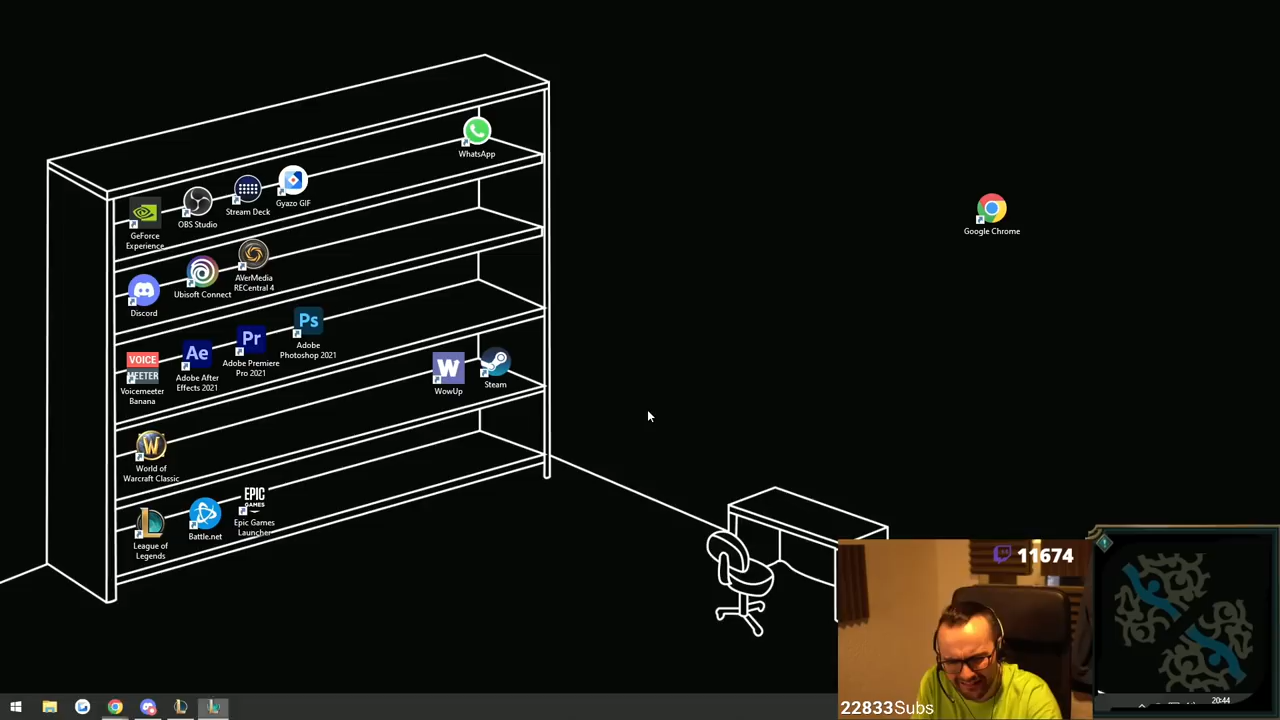 WhatsApp
Gyazo GIF
Stream Deck
OBS Studio
GeForce
Experience
Google Chrome
AVerMedia
RECentral 4
Ubisoft Connect
Discord
Ps
Adobe
Photoshop 2021
Pr
Adobe Premiere
Pro 2021
Ae
Adobe After
Effects 2021
VOICE
MEETER
Voicemeeter
Banana
W
WowUp
Steam
W
World of
Warcraft Classic
EPIC
GAMES
Epic Games
Launcher
Battle.net
League of
Legends
11674
22833Subs
20:44